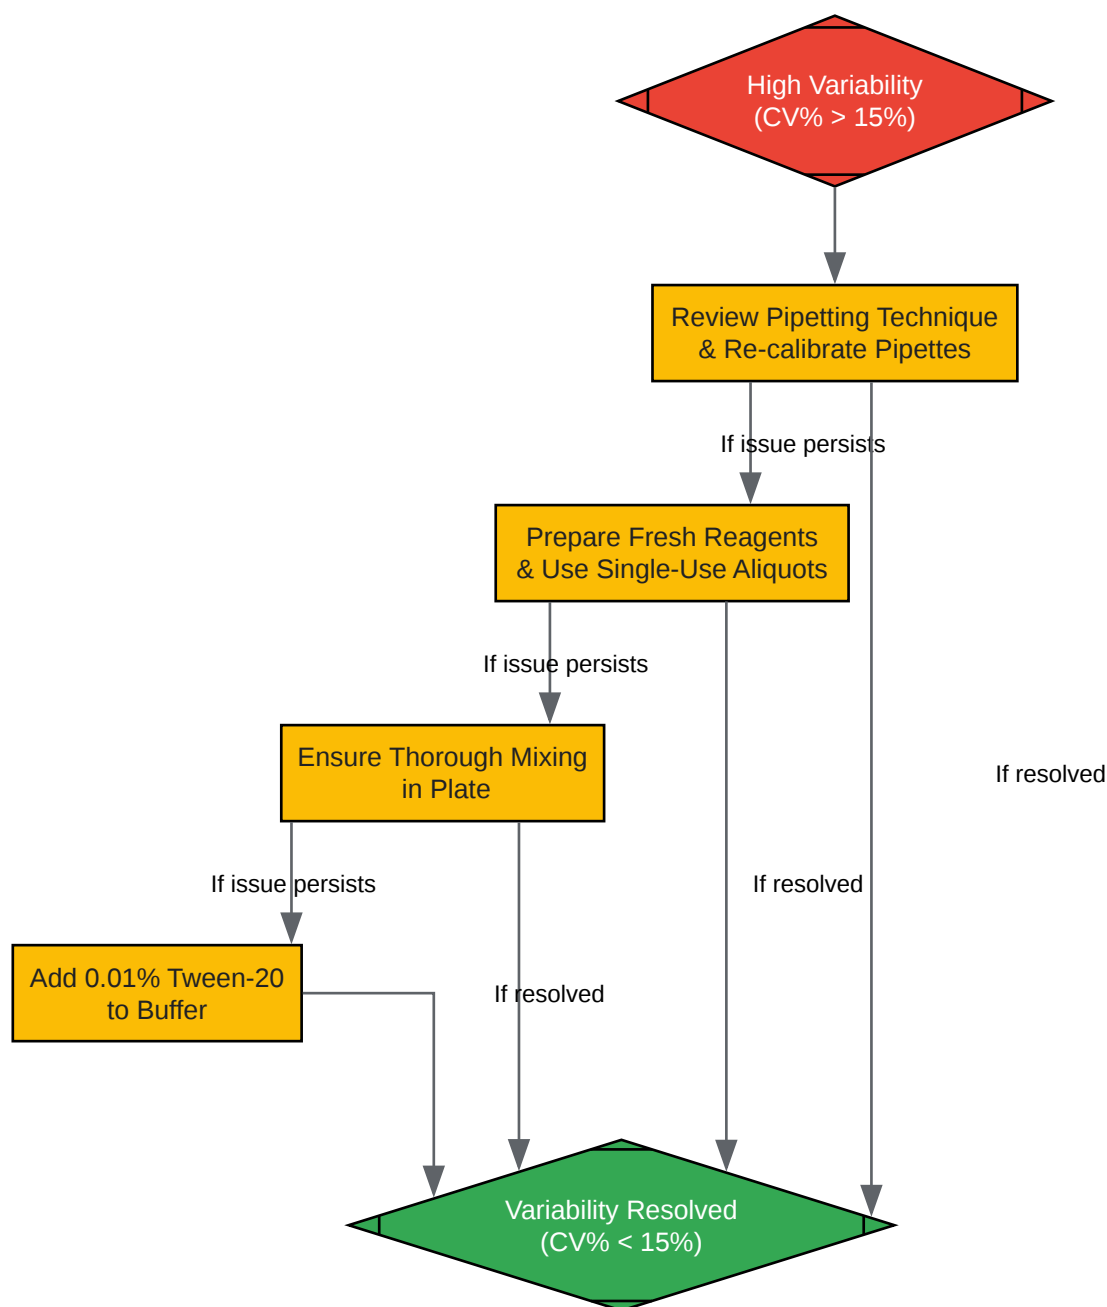 High Variability
(CV% > 15%)
Review Pipetting Technique
& Re-calibrate Pipettes
If issue persists
Prepare Fresh Reagents
& Use Single-Use Aliquots
If issue persists
Ensure Thorough Mixing
in Plate
If resolved
If issue persists
If resolved
Add 0.01% Tween-20
to Buffer
If resolved
Variability Resolved
(CV% < 15%)